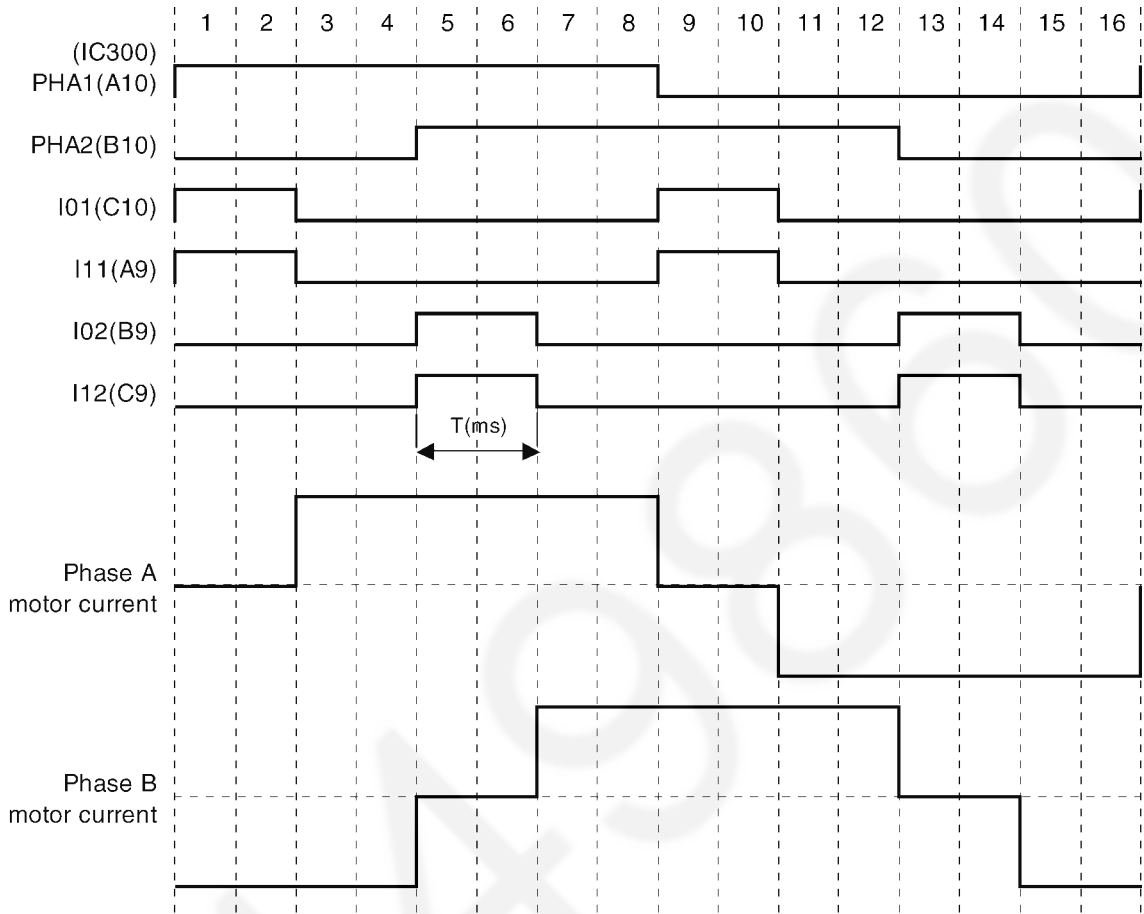 1 2 3 4 5 6 7 8 9 10 11 12 13 14 15 16
(IC300)
PHA1(A10)
PHA2(B10)
I01(C10)
I11(A9)
I02(B9)
I12(C9)
T(ms)
Phase A
motor current
Phase B
motor current